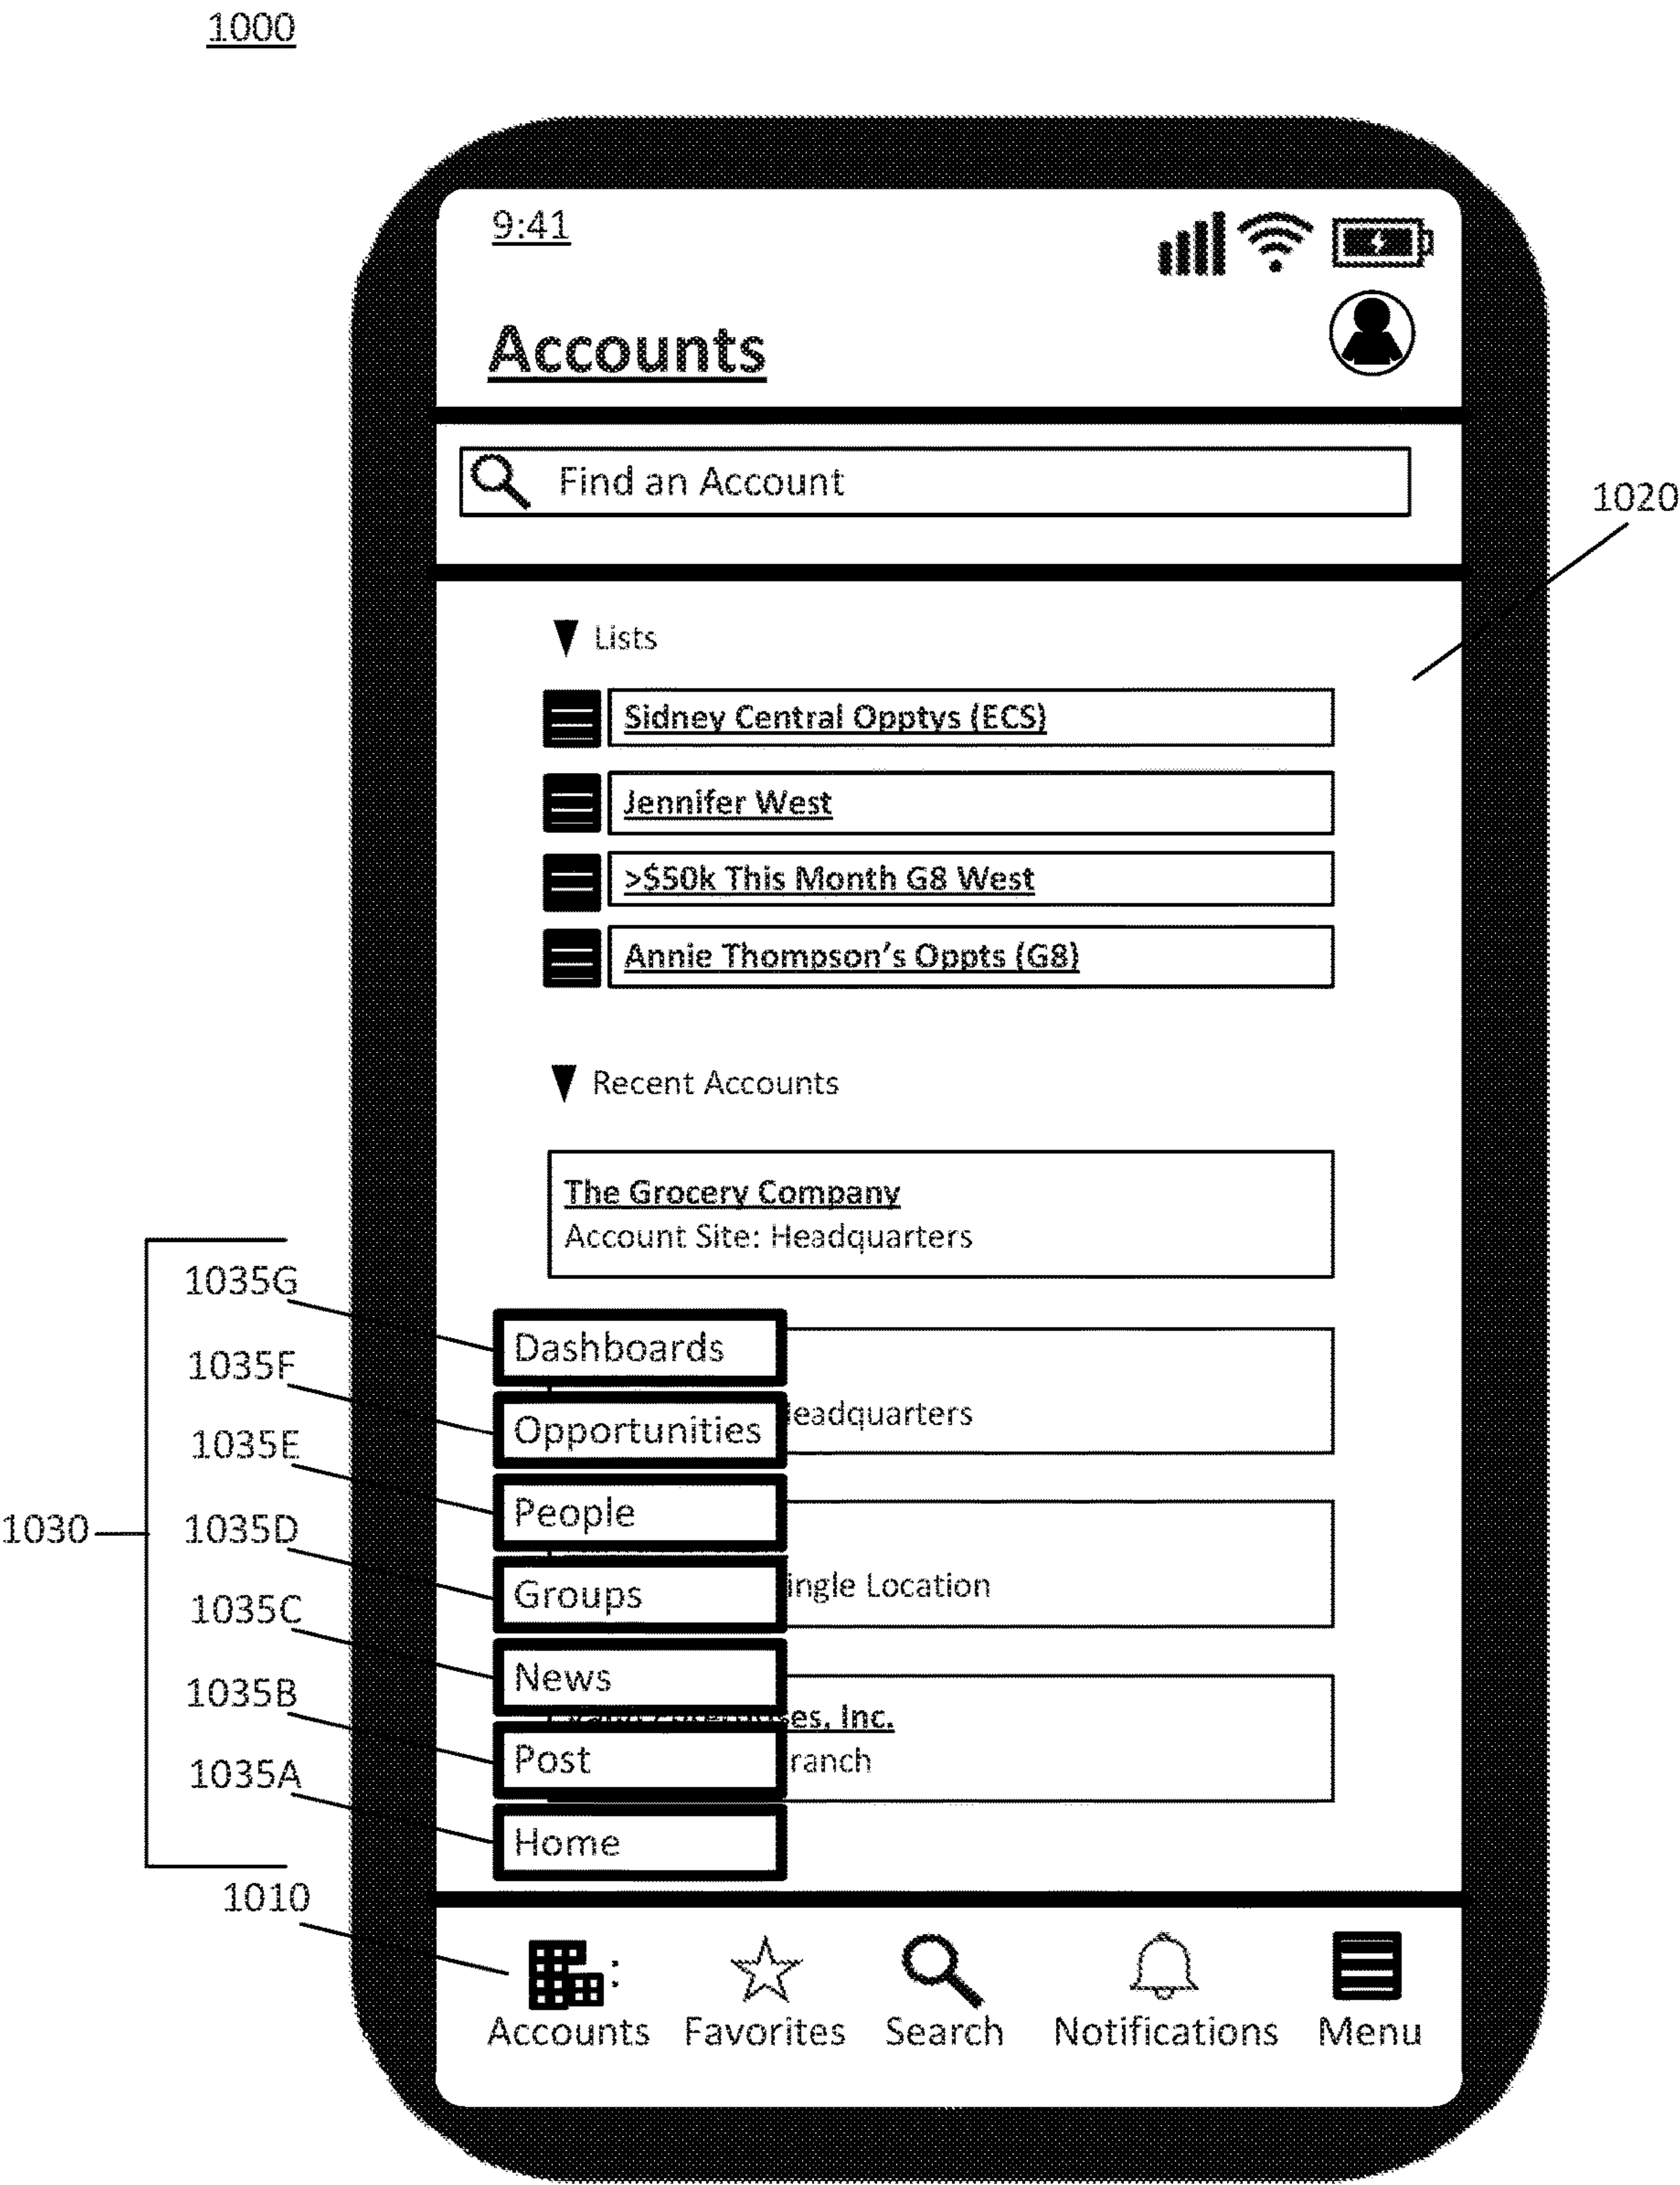 1000
9:41
Accounts
Find an Account
1020
Lists
Sidney Central Opptys (ECS)
Jennifer West
>$50k This Month G8 West
Annie Thompson's Oppts (G8)
Recent Accounts
The Grocery Company
Account Site: Headquarters
1035G
Dashboards
1035F
Opportunities
eadquarters
1035E
People
1030
1035D
Groups
ingle Location
1035C
News
1035B
ses, Inc.
Post
ranch
1035A
Home
1010
Accounts
Favorites
Search
Notifications
Menu